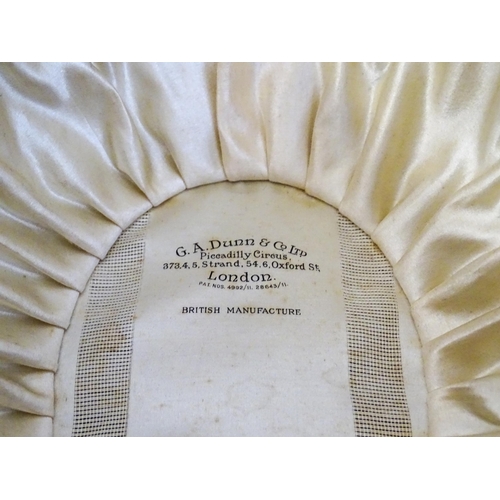 G. A. Dunn & Co Ltd
Piccadilly Circus,
373,4,5, Strand, 54,6, Oxford St,
London.
PAT NOS. 4992/11. 28643/11.
BRITISH MANUFACTURE